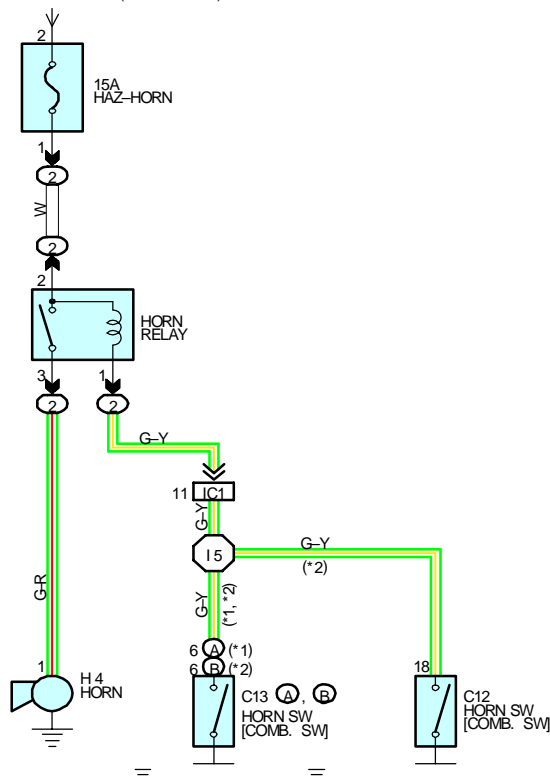 2
15A
HAZ–HORN
1
2
W
2
2
HORN
RELAY
3
1
2
2
G–Y
11
IC1
G–Y
I 5
G–Y
(*2)
G–R
G–Y
(*1, *2)
6 A (*1)
6 B (*2)
1
H 4
HORN
C13 A , B
HORN SW
[COMB. SW]
18
C12
HORN SW
[COMB. SW]